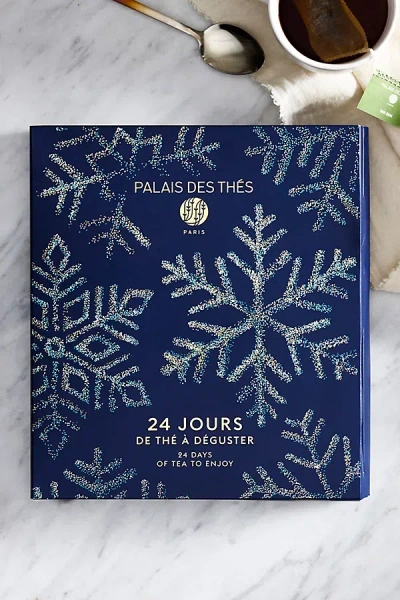 PALAIS DES THÉS
PARIS
24 JOURS
DE THÉ À DÉGUSTER
24 DAYS
OF TEA TO ENJOY